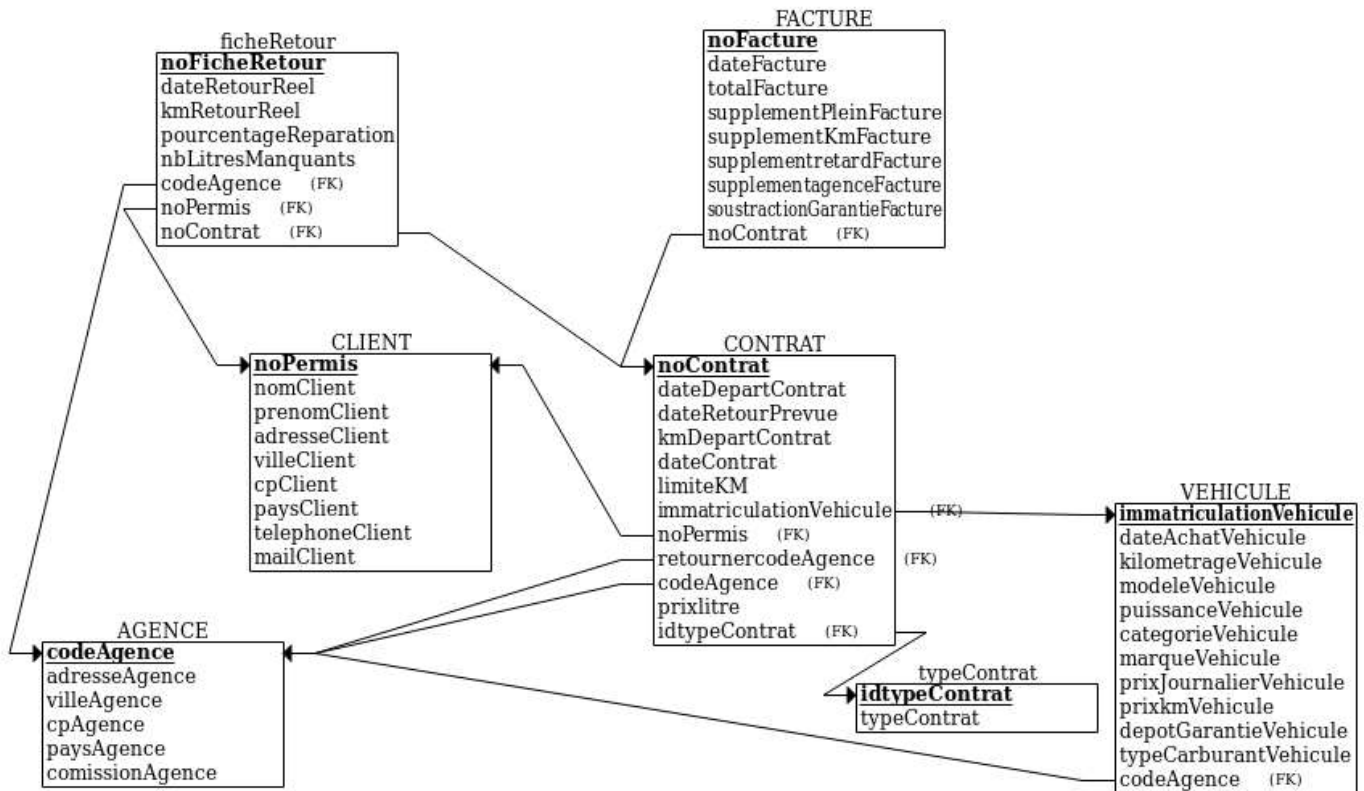 ficheRetour
noFicheRetour
dateRetourReel
kmRetourReel
pourcentageReparation
nbLitresManquants
codeAgence (FK)
noPermis (FK)
noContrat (FK)
FACTURE
noFacture
dateFacture
totalFacture
supplementPleinFacture
supplementKmFacture
supplementretardFacture
supplementagenceFacture
soustractionGarantieFacture
noContrat (FK)
CLIENT
noPermis
nomClient
prenomClient
adresseClient
villeClient
cpClient
paysClient
telephoneClient
mailClient
CONTRAT
noContrat
dateDepartContrat
dateRetourPrevue
kmDepartContrat
dateContrat
limiteKM
immatriculationVehicule (FK)
noPermis (FK)
retournercodeAgence (FK)
codeAgence (FK)
prixlitre
idtypeContrat (FK)
VEHICULE
immatriculationVehicule
dateAchatVehicule
kilometrageVehicule
modeleVehicule
puissanceVehicule
categorieVehicule
marqueVehicule
prixJournalierVehicule
prixkmVehicule
depotGarantieVehicule
typeCarburantVehicule
codeAgence (FK)
AGENCE
codeAgence
adresseAgence
villeAgence
cpAgence
paysAgence
comissionAgence
typeContrat
idtypeContrat
typeContrat